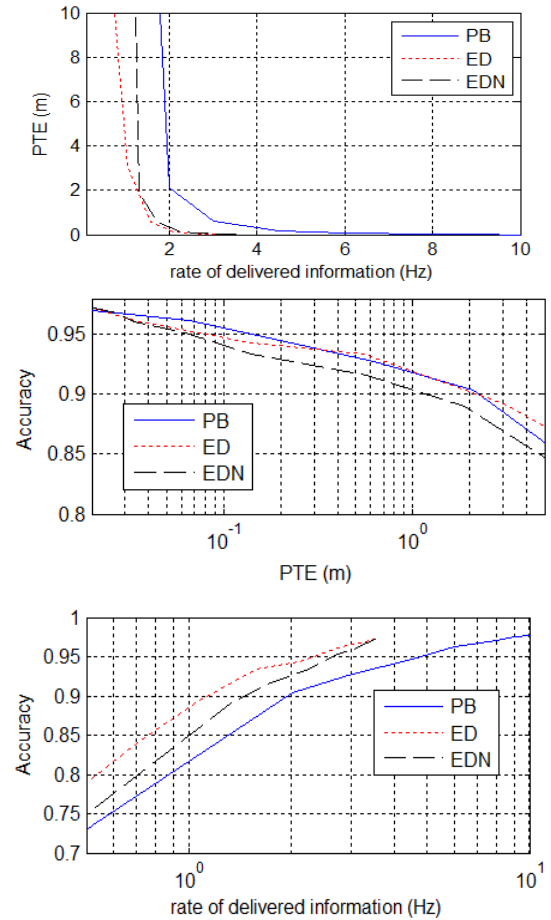 10
8
6
4
2
0
PTE (m)
PB
ED
EDN
2
4
6
8
10
rate of delivered information (Hz)
0.95
0.9
0.85
0.8
Accuracy
PB
ED
EDN
10^-1
10^0
PTE (m)
1
0.95
0.9
0.85
0.8
0.75
0.7
Accuracy
PB
ED
EDN
10^0
10^1
rate of delivered information (Hz)